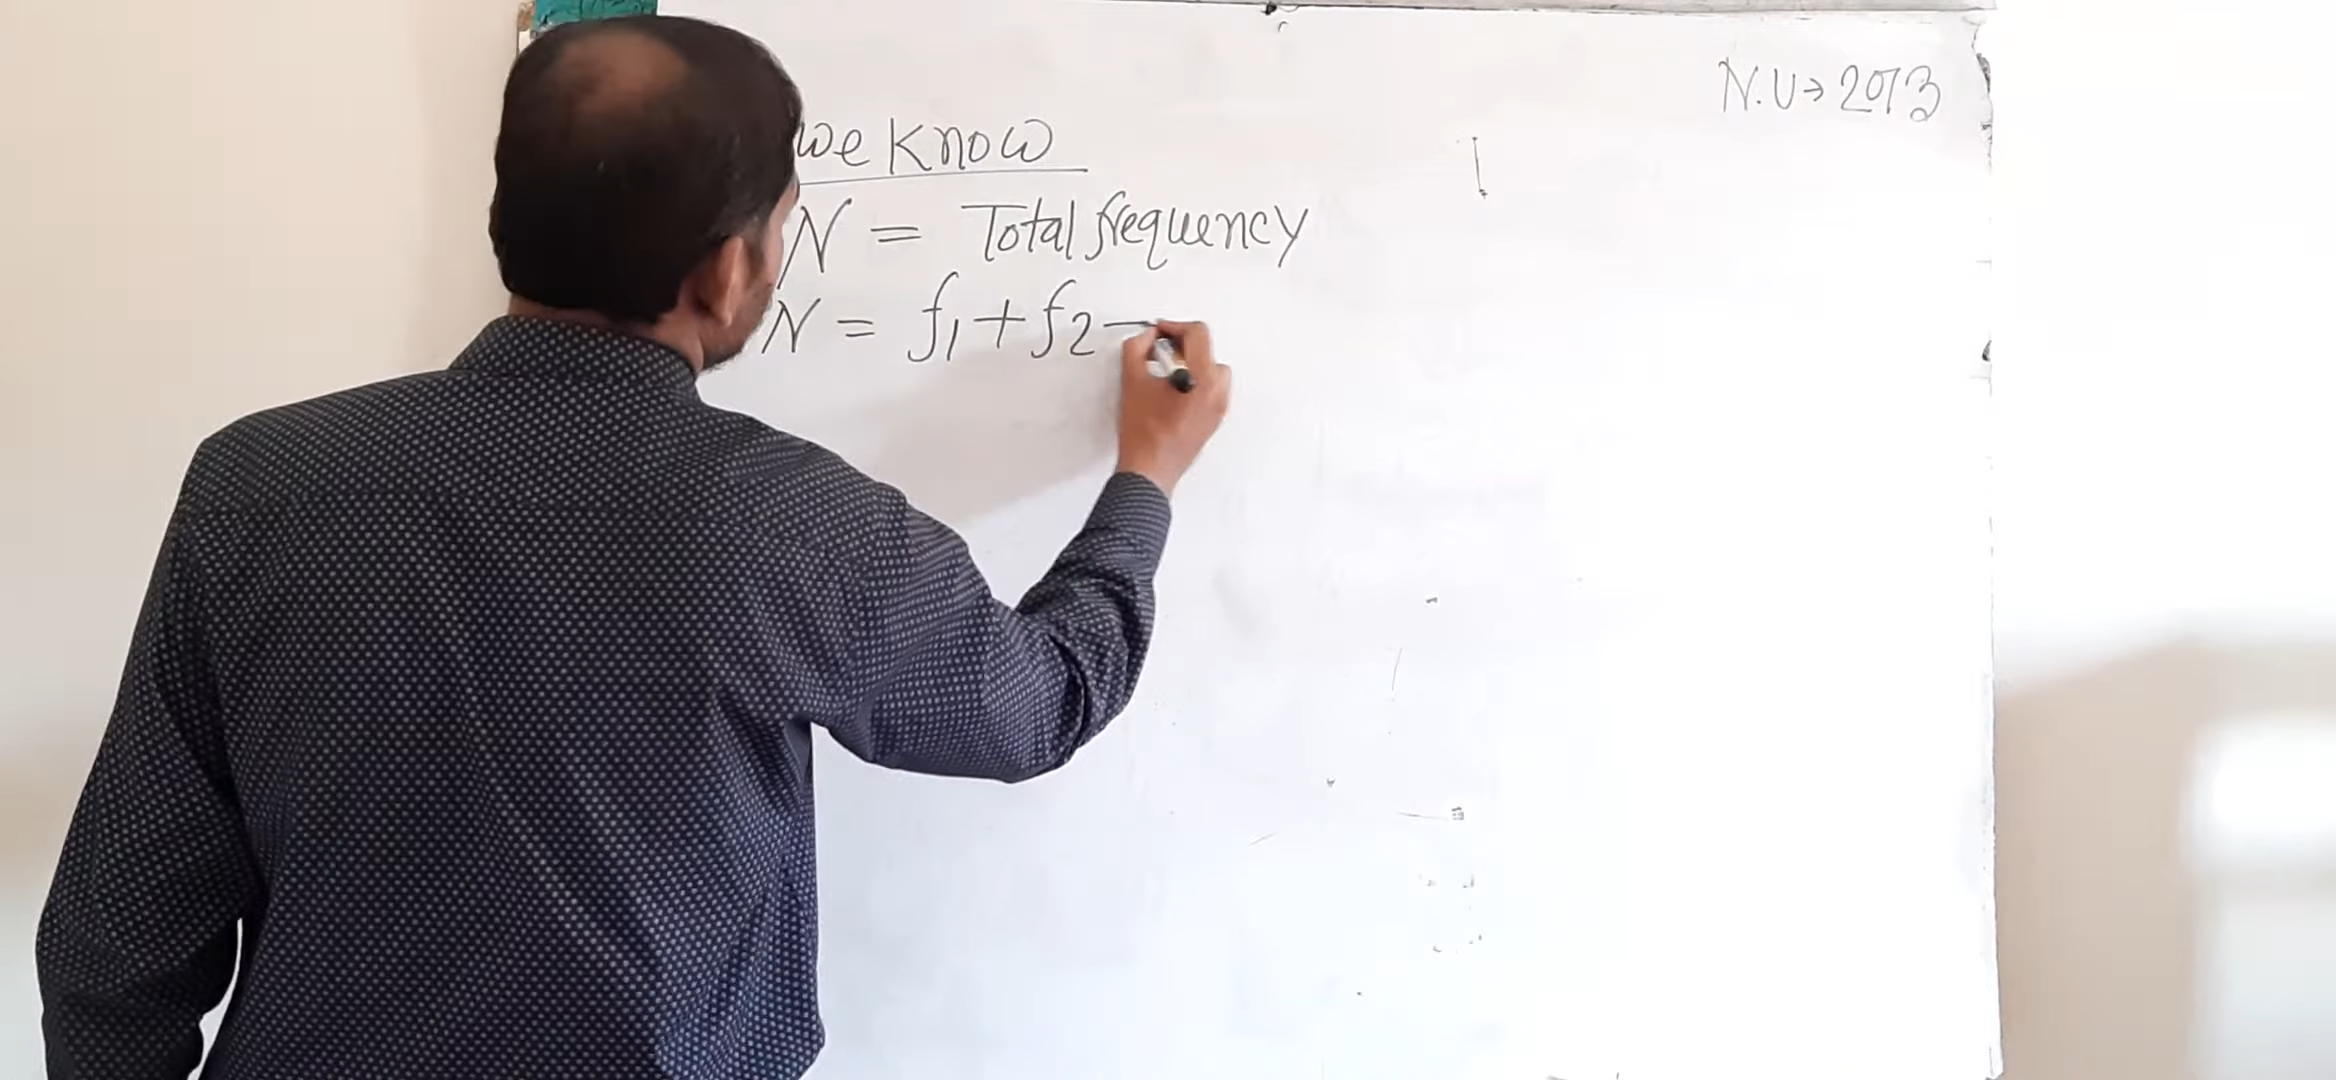 N.U→2013
we know
N = Total frequency
N = f1+f2-